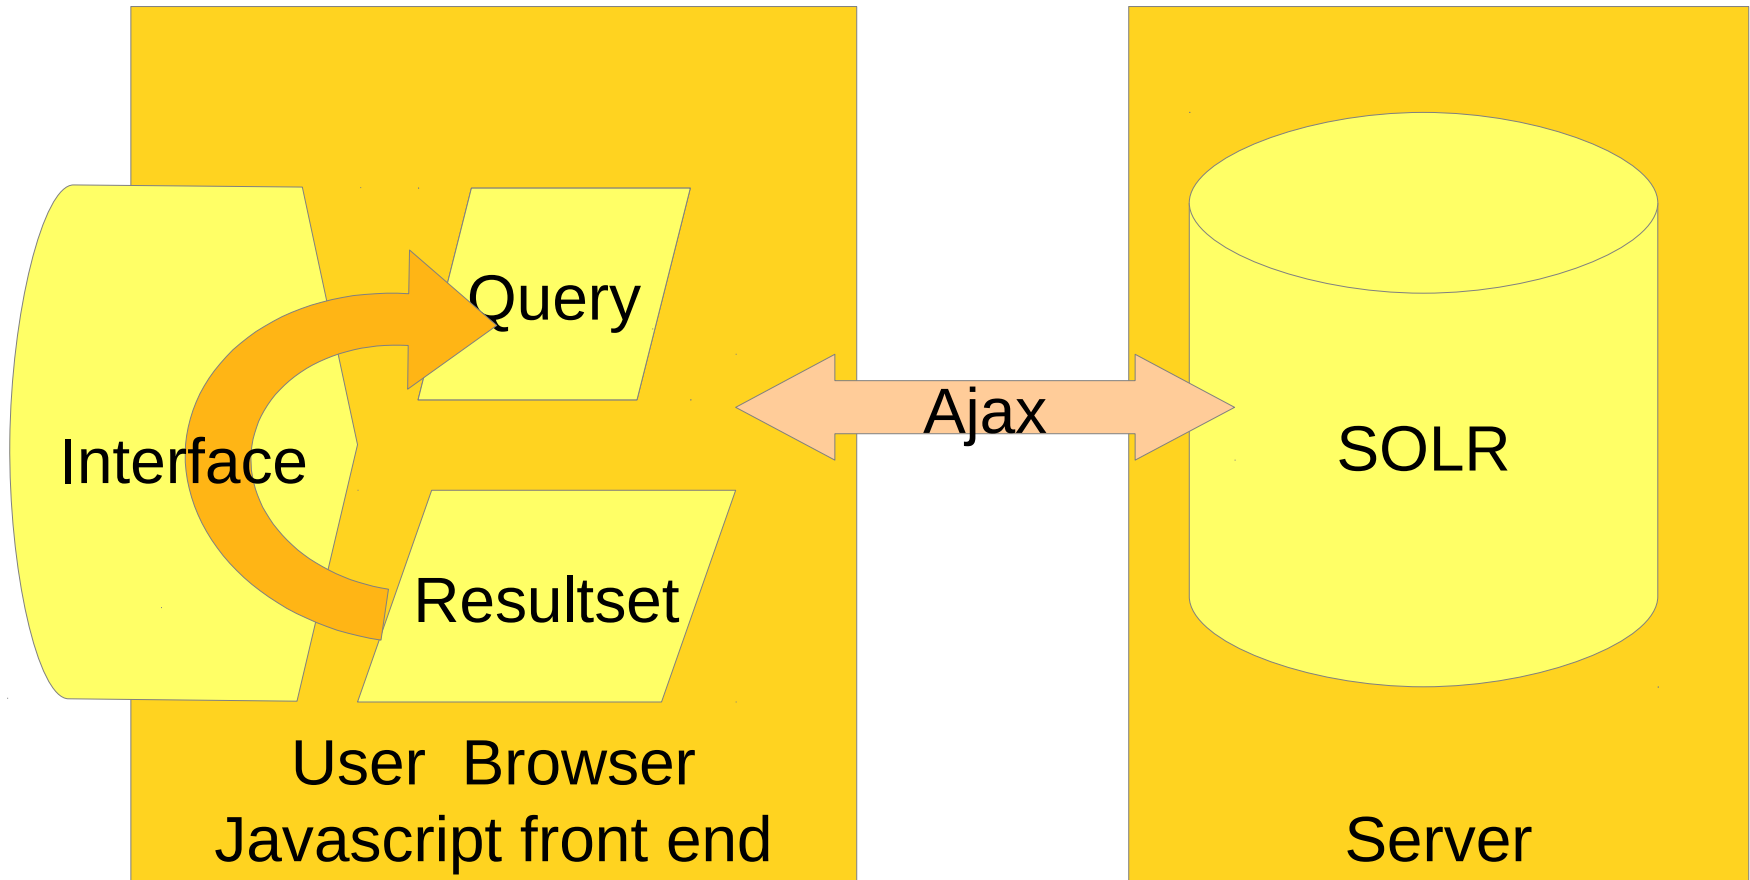 Query
Ajax
SOLR
Interface
Resultset
User  Browser
Javascript front end
Server